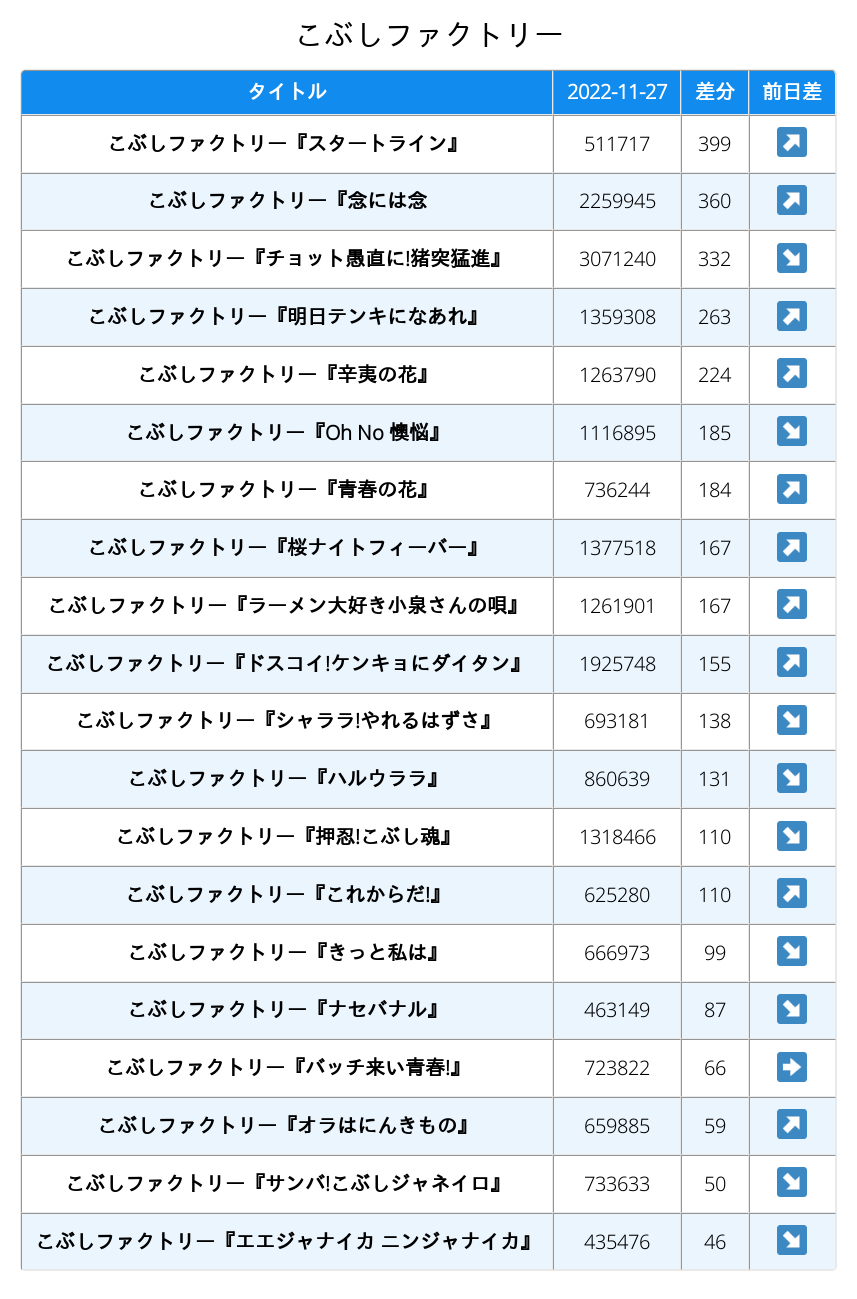 こぶしファクトリー
タイトル 2022-11-27 差分 前日差
こぶしファクトリー『スタートライン』 511717 399 ↗
こぶしファクトリー『念には念 2259945 360 ↗
こぶしファクトリー『チョット愚直に!猪突猛進』 3071240 332 ↘
こぶしファクトリー『明日テンキになあれ』 1359308 263 ↗
こぶしファクトリー『辛夷の花』 1263790 224 ↗
こぶしファクトリー『Oh No 懊悩』 1116895 185 ↘
こぶしファクトリー『青春の花』 736244 184 ↗
こぶしファクトリー『桜ナイトフィーバー』 1377518 167 ↗
こぶしファクトリー『ラーメン大好き小泉さんの唄』 1261901 167 ↗
こぶしファクトリー『ドスコイ!ケンキョにダイタン』 1925748 155 ↗
こぶしファクトリー『シャララ!やれるはずさ』 693181 138 ↘
こぶしファクトリー『ハルウララ』 860639 131 ↘
こぶしファクトリー『押忍!こぶし魂』 1318466 110 ↘
こぶしファクトリー『これからだ!』 625280 110 ↗
こぶしファクトリー『きっと私は』 666973 99 ↘
こぶしファクトリー『ナセバナル』 463149 87 ↘
こぶしファクトリー『バッチ来い青春!』 723822 66 ➡
こぶしファクトリー『オラはにんきもの』 659885 59 ↗
こぶしファクトリー『サンバ!こぶしジャネイロ』 733633 50 ↘
こぶしファクトリー『エエジャナイカ ニンジャナイカ』 435476 46 ↘